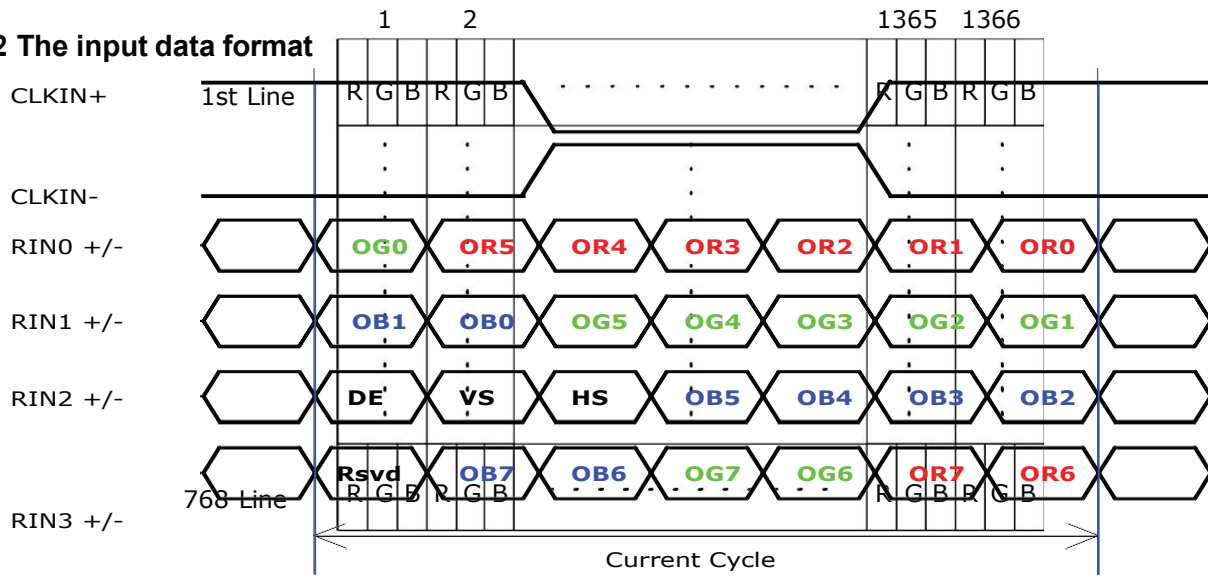 1 2 1365 1366
2 The input data format
CLKIN+ 1st Line R G B R G B . . . . . . . . . . . . . R G B R G B
CLKIN-
RIN0 +/- OG0 OR5 OR4 OR3 OR2 OR1 OR0
RIN1 +/- OB1 OB0 OG5 OG4 OG3 OG2 OG1
RIN2 +/- DE VS HS OB5 OB4 OB3 OB2
Rsvd OB7 OB6 OG7 OG6 OR7 OR6
768 Line R G B R G B . . . . . . . . . . . . . R G B R G B
RIN3 +/-
Current Cycle